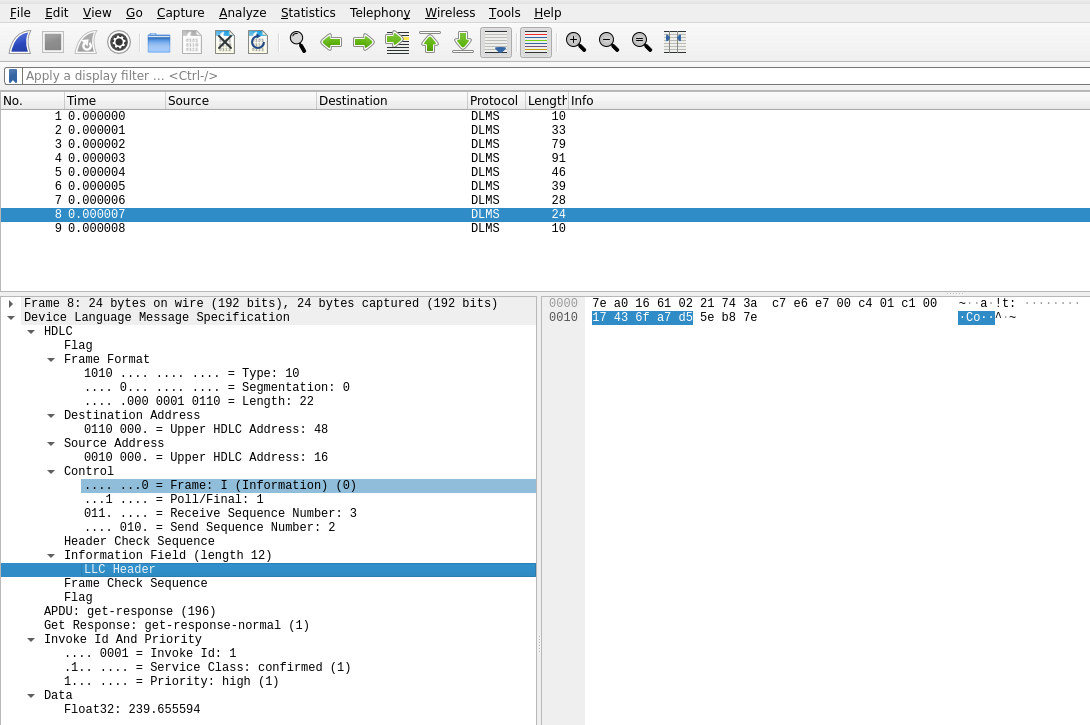 File Edit View Go Capture Analyze Statistics Telephony Wireless Tools Help
Apply a display filter ... <Ctrl-/>
No. Time Source Destination Protocol Length Info
1 0.000000 DLMS 10
2 0.000001 DLMS 33
3 0.000002 DLMS 79
4 0.000003 DLMS 91
5 0.000004 DLMS 46
6 0.000005 DLMS 39
7 0.000006 DLMS 28
8 0.000007 DLMS 24
9 0.000008 DLMS 10
Frame 8: 24 bytes on wire (192 bits), 24 bytes captured (192 bits)
Device Language Message Specification
HDLC
Flag
Frame Format
1010 .... .... .... = Type: 10
.... 0... .... .... = Segmentation: 0
.... .000 0001 0110 = Length: 22
Destination Address
0110 000. = Upper HDLC Address: 48
Source Address
0010 000. = Upper HDLC Address: 16
Control
.... ...0 = Frame: I (Information) (0)
...1 .... = Poll/Final: 1
011. .... = Receive Sequence Number: 3
.... 010. = Send Sequence Number: 2
Header Check Sequence
Information Field (length 12)
LLC Header
Frame Check Sequence
Flag
APDU: get-response (196)
Get Response: get-response-normal (1)
Invoke Id And Priority
.... 0001 = Invoke Id: 1
.1.. .... = Service Class: confirmed (1)
1... .... = Priority: high (1)
Data
Float32: 239.655594
0000 7e a0 16 61 02 21 74 3a c7 e6 e7 00 c4 01 c1 00 ~··a·!t: ········
0010 17 43 6f a7 d5 5e b8 7e ·Co··^·~